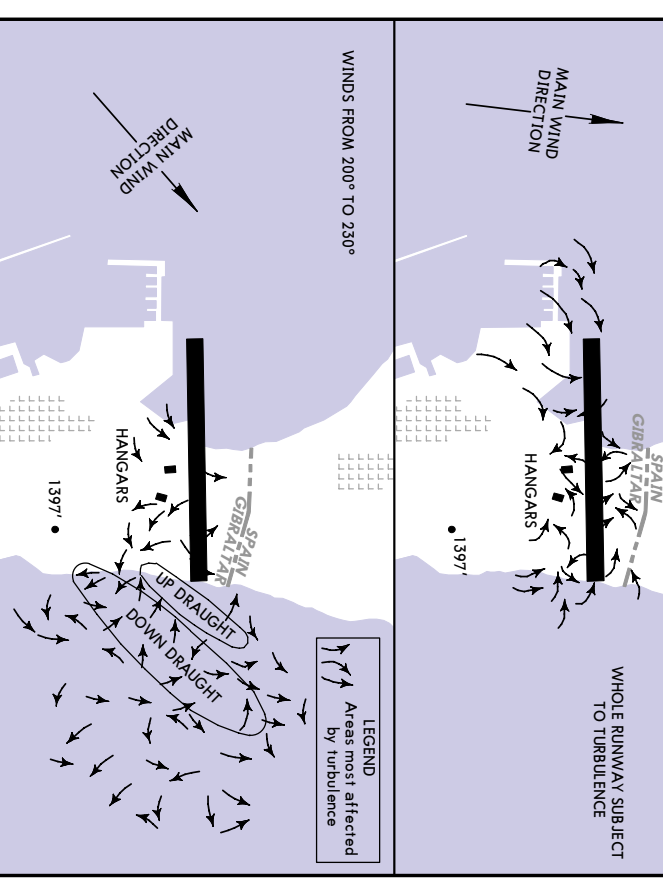 MAIN WIND
DIRECTION
SPAIN
GIBRALTAR
HANGARS
1397'
WHOLE RUNWAY SUBJECT
TO TURBULENCE
WINDS FROM 200° TO 230°
MAIN WIND
DIRECTION
SPAIN
GIBRALTAR
HANGARS
1397'
UP DRAUGHT
DOWN DRAUGHT
LEGEND
Areas most affected
by turbulence